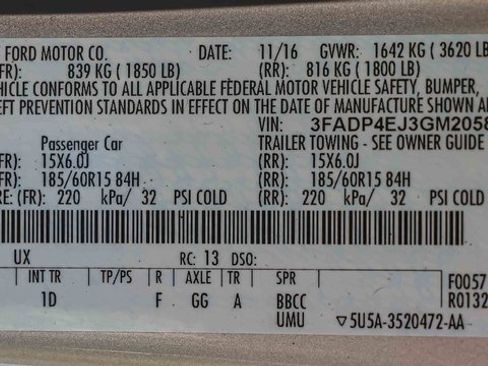 FORD MOTOR CO. DATE: 11/16 GVWR: 1642 KG ( 3620 LB)
FR): 839 KG ( 1850 LB) (RR): 816 KG ( 1800 LB)
HICLE CONFORMS TO ALL APPLICABLE FEDERAL MOTOR VEHICLE SAFETY, BUMPER,
EFT PREVENTION STANDARDS IN EFFECT ON THE DATE OF MANUFACTURE SHOWN A
VIN: 3FADP4EJ3GM2058
Passenger Car TRAILER TOWING - SEE OWNER GUIDE
(FR): 15X6.0J (RR): 15X6.0J
(FR): 185/60R15 84H (RR): 185/60R15 84H
RE: (FR): 220 kPa/ 32 PSI COLD (RR): 220 kPa/ 32 PSI COLD
UX RC: 13 DSO:
INT TR TP/PS R AXLE TR SPR F0057
1D F GG A BBCC R0132
UMU ▽5U5A-3520472-AA